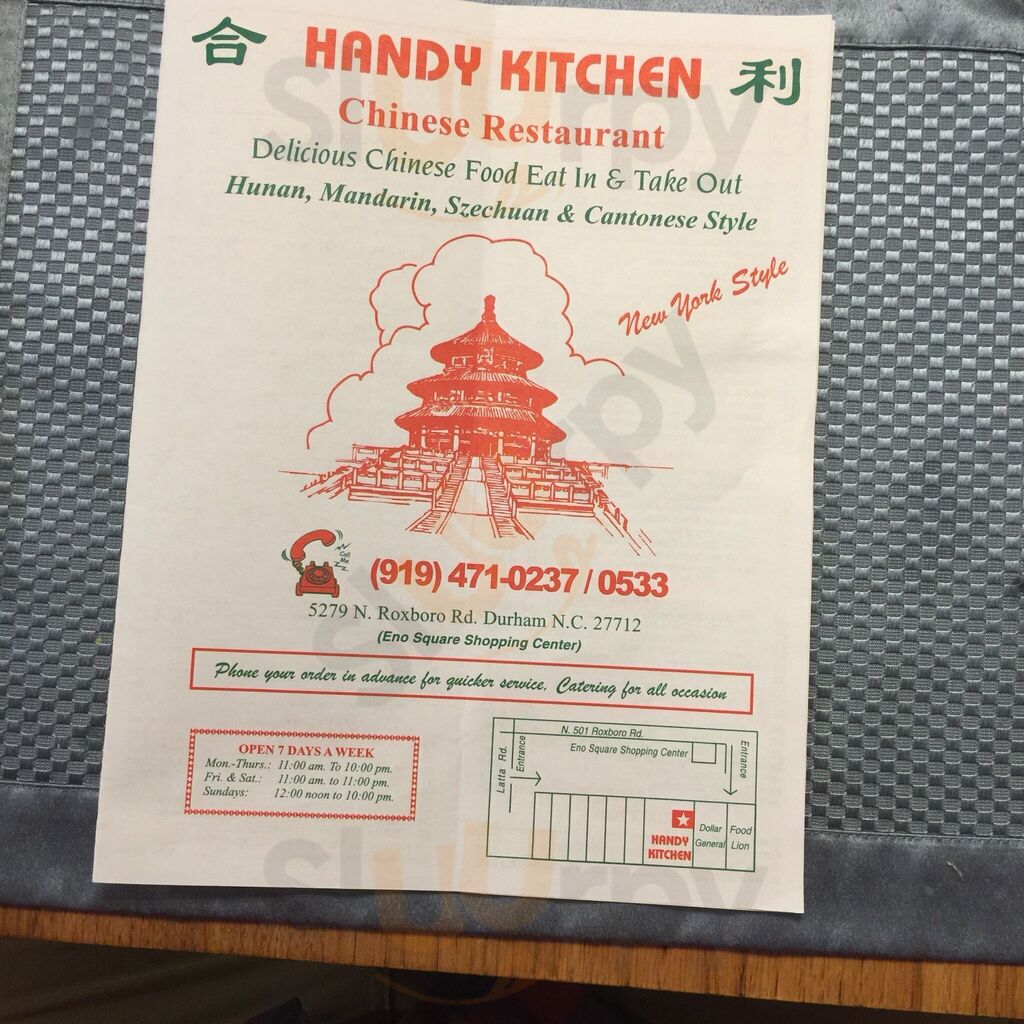 合 HANDY KITCHEN 利
Chinese Restaurant
Delicious Chinese Food Eat In & Take Out
Hunan, Mandarin, Szechuan & Cantonese Style
New York Style
Call Me
(919) 471-0237 / 0533
5279 N. Roxboro Rd. Durham N.C. 27712
(Eno Square Shopping Center)
Phone your order in advance for quicker service, Catering for all occasion
OPEN 7 DAYS A WEEK
Mon.-Thurs.: 11:00 am. To 10:00 pm.
Fri. & Sat.: 11:00 am. to 11:00 pm.
Sundays: 12:00 noon to 10:00 pm.
N. 501 Roxboro Rd.
Eno Square Shopping Center
Latta Rd.
Entrance
Entrance
HANDY KITCHEN
Dollar General
Food Lion
Slurpy
Slurpy
Slurpy